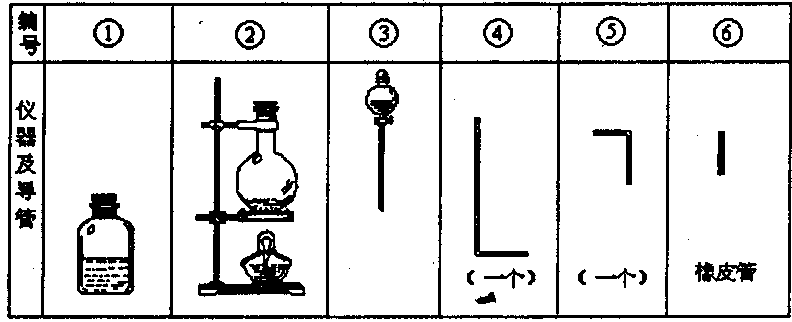 编号 ① ② ③ ④ ⑤ ⑥
仪器及导管
(一个) (一个) 橡皮管